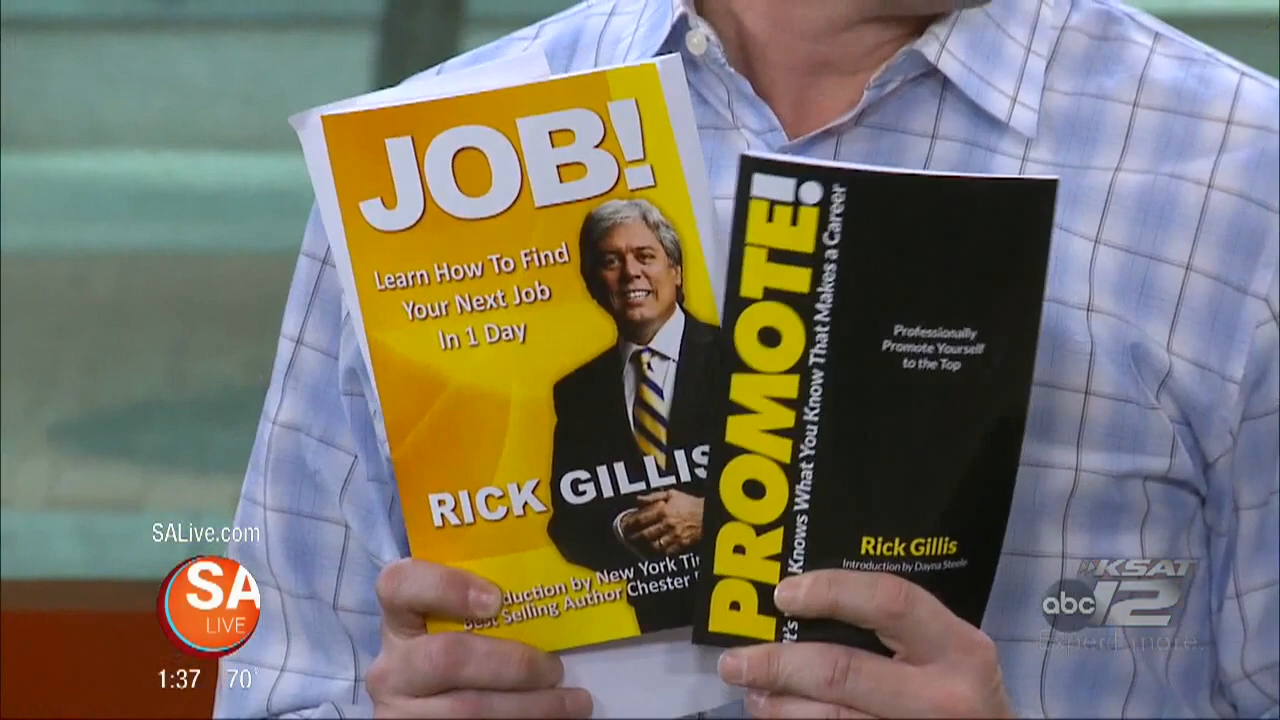 JOB!
Learn How To Find
Your Next Job
In 1 Day
RICK GILLIS
duction by New York
Best Selling Author Chester
PROMOTE!
Knows What You Know That Makes a Career
Professionally
Promote Yourself
to the Top
Rick Gillis
Introduction by Dayna Steele
SALive.com
SA
LIVE
1:37 70°
KSAT
abc 12
more.